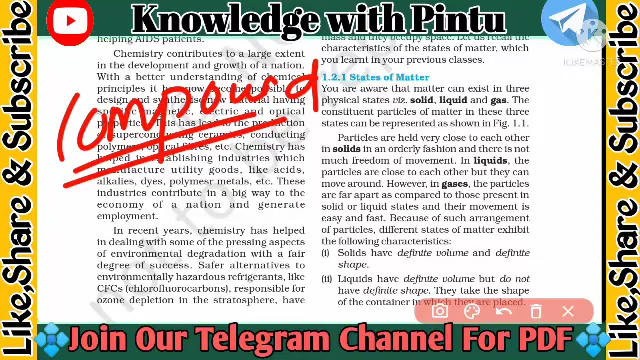 Knowledge with Pintu
Like,Share and Subscribe
helping AIDS patients.
Chemistry contributes to a large extent
in the development and growth of a nation.
With a better understanding of chemical
principles it has
design and synthesise new material having
electric and optical
has lead to the production
superconducting ceramics, conducting
polymers, optical fibres, etc. Chemistry has
helped in establishing industries which
manufacture utility goods, like acids,
alkalies, dyes, polymers metals, etc. These
industries contribute in a big way to the
economy of a nation and generate
employment.
In recent years, chemistry has helped
in dealing with some of the pressing aspects
of environmental degradation with a fair
degree of success. Safer alternatives to
environmentally hazardous refrigerants, like
CFCs (chlorofluorocarbons), responsible for
ozone depletion in the stratosphere, have
Compound
mass and they occupy space. Let us recall the
characteristics of the states of matter, which
you learnt in your previous classes.
1.2.1 States of Matter
You are aware that matter can exist in three
physical states viz. solid, liquid and gas. The
constituent particles of matter in these three
states can be represented as shown in Fig. 1.1.
Particles are held very close to each other
in solids in an orderly fashion and there is not
much freedom of movement. In liquids, the
particles are close to each other but they can
move around. However, in gases, the particles
are far apart as compared to those present in
solid or liquid states and their movement is
easy and fast. Because of such arrangement
of particles, different states of matter exhibit
the following characteristics:
(i) Solids have definite volume and definite
shape.
(ii) Liquids have definite volume but do not
have definite shape. They take the shape
of the container in which they are placed.
Like,Share and Subscribe
Join Our Telegram Channel For PDF